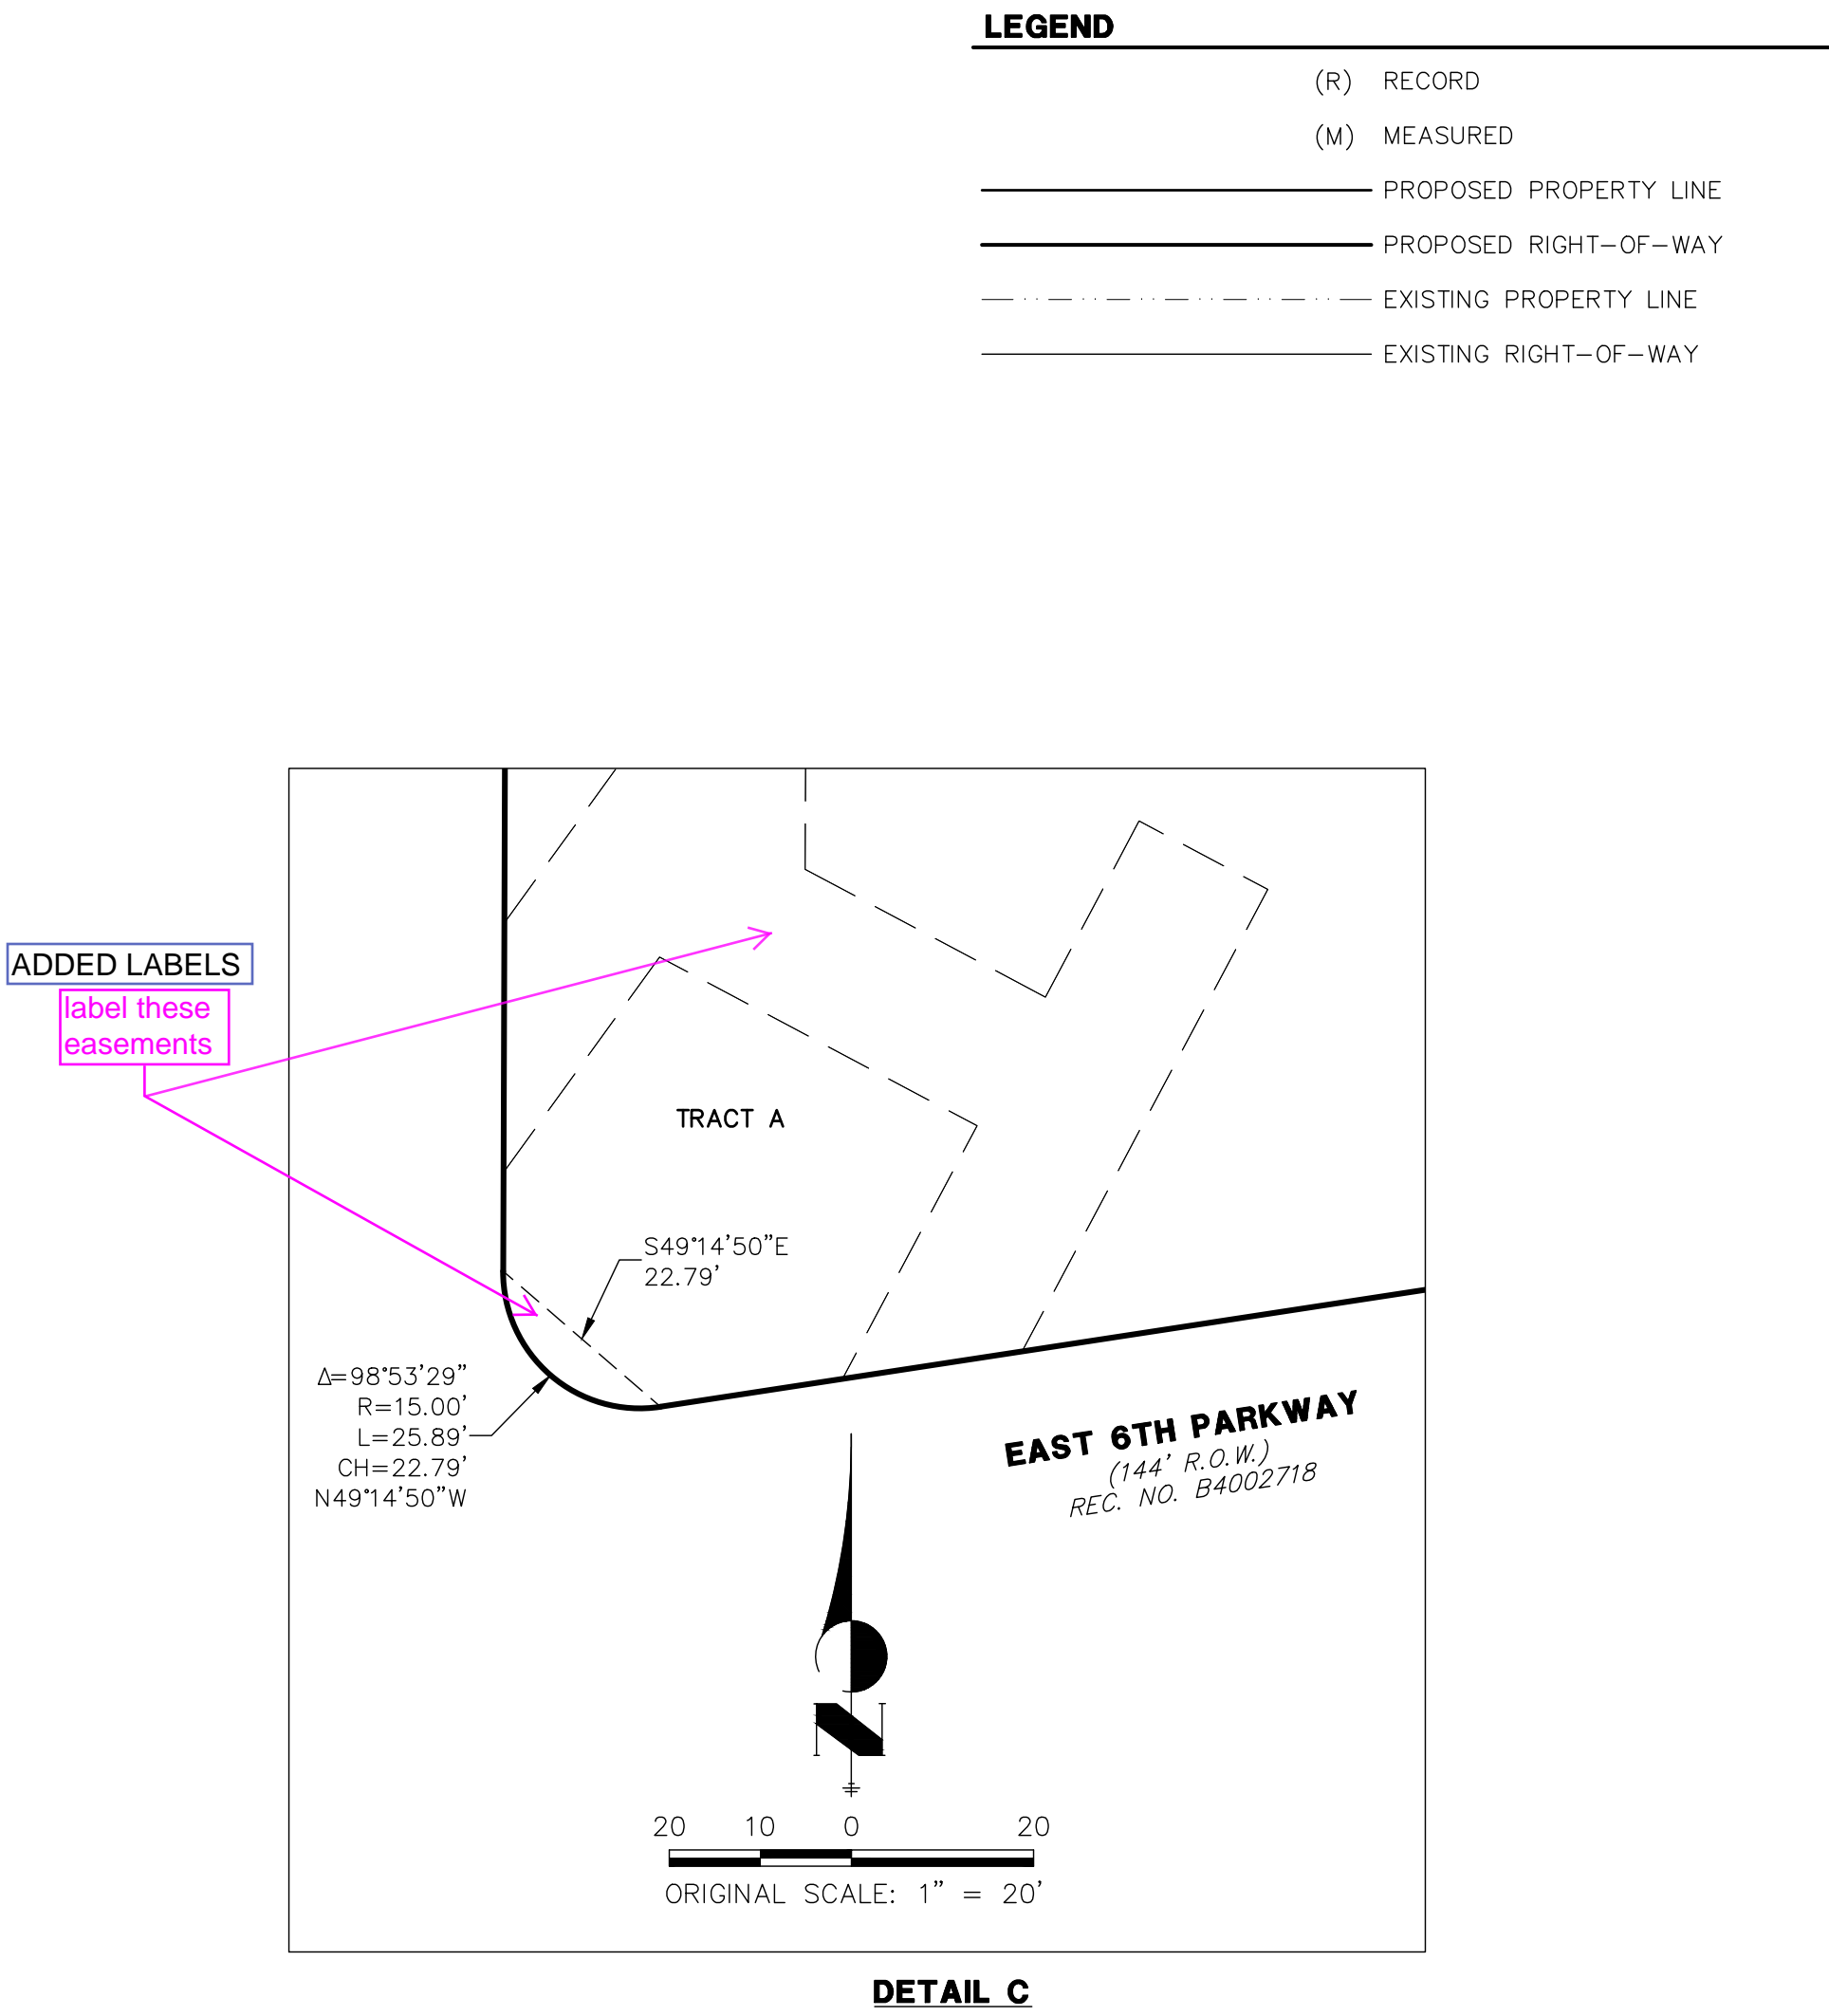 LEGEND
(R) RECORD
(M) MEASURED
PROPOSED PROPERTY LINE
PROPOSED RIGHT-OF-WAY
EXISTING PROPERTY LINE
EXISTING RIGHT-OF-WAY
ADDED LABELS
label these
easements
TRACT A
S49°14'50"E
22.79'
Δ=98°53'29"
R=15.00'
L=25.89'
CH=22.79'
N49°14'50"W
EAST 6TH PARKWAY
(144' R.O.W.)
REC. NO. B4002718
N
20 10 0 20
ORIGINAL SCALE: 1" = 20'
DETAIL C